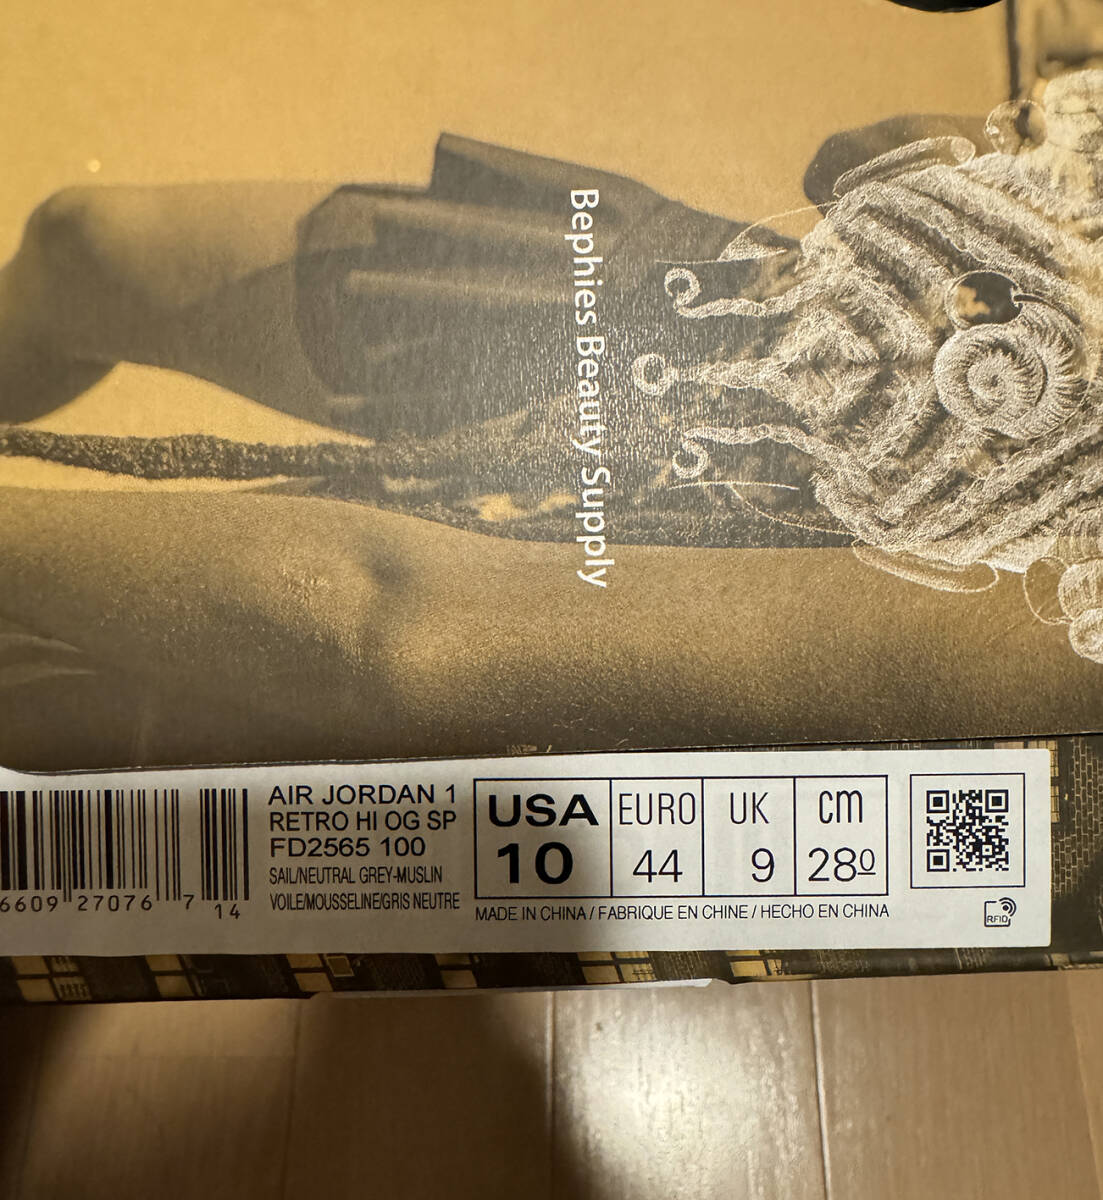 Bephies Beauty Supply
AIR JORDAN 1
RETRO HI OG SP
FD2565 100
SAIL/NEUTRAL GREY-MUSLIN
VOILE/MOUSSELINE/GRIS NEUTRE
6609 27076 7 14
USA EURO UK cm
10 44 9 280
MADE IN CHINA / FABRIQUE EN CHINE / HECHO EN CHINA
RFID